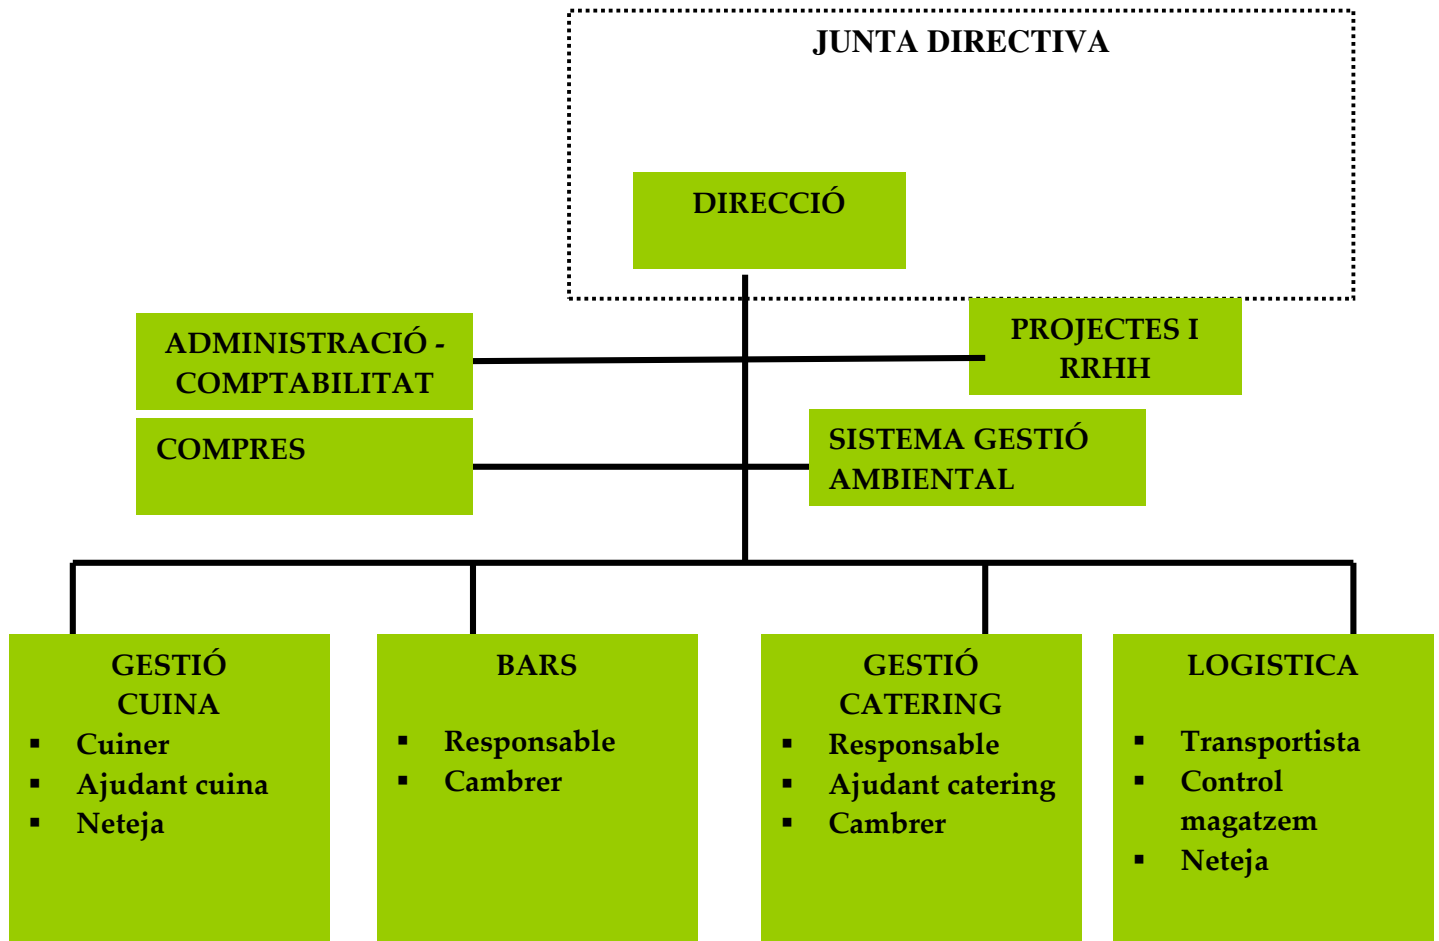 JUNTA DIRECTIVA
DIRECCIÓ
ADMINISTRACIÓ -
COMPTABILITAT
PROJECTES I
RRHH
COMPRES
SISTEMA GESTIÓ
AMBIENTAL
GESTIÓ
CUINA
▪ Cuiner
▪ Ajudant cuina
▪ Neteja
BARS
▪ Responsable
▪ Cambrer
GESTIÓ
CATERING
▪ Responsable
▪ Ajudant catering
▪ Cambrer
LOGISTICA
▪ Transportista
▪ Control
magatzem
▪ Neteja